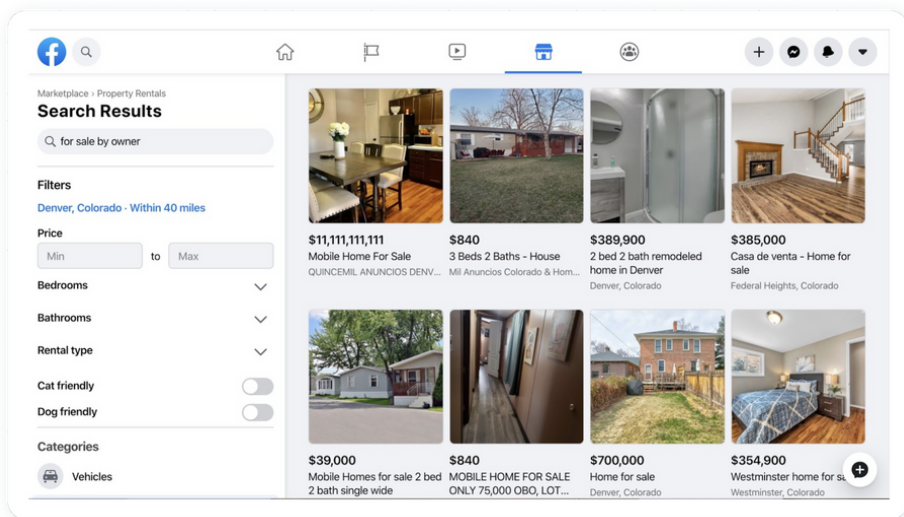 Marketplace › Property Rentals
Search Results
for sale by owner
Filters
Denver, Colorado · Within 40 miles
Price
Min
to
Max
Bedrooms
Bathrooms
Rental type
Cat friendly
Dog friendly
Categories
Vehicles
$11,111,111,111
Mobile Home For Sale
QUINCEMIL ANUNCIOS DENV...
$840
3 Beds 2 Baths - House
Mil Anuncios Colorado & Hom...
$389,900
2 bed 2 bath remodeled
home in Denver
Denver, Colorado
$385,000
Casa de venta - Home for
sale
Federal Heights, Colorado
$39,000
Mobile Homes for sale 2 bed
2 bath single wide
$840
MOBILE HOME FOR SALE
ONLY 75,000 OBO, LOT...
$700,000
Home for sale
Denver, Colorado
$354,900
Westminster home for sa
Westminster, Colorado